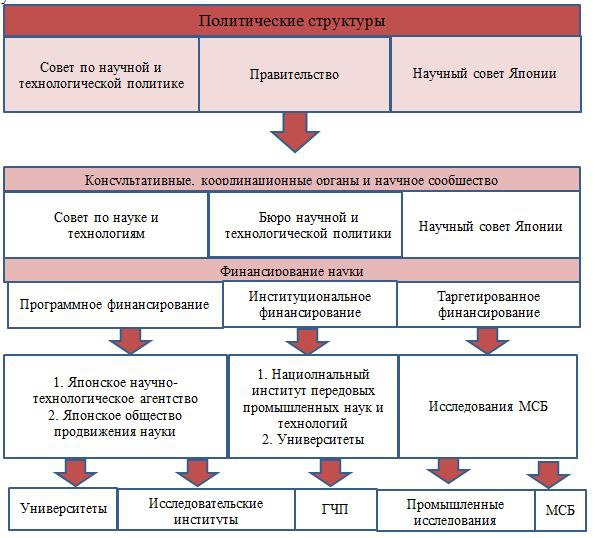 Политические структуры
Совет по научной и
технологической политике
Правительство
Научный совет Японии
Консультативные, координационные органы и научное сообщество
Совет по науке и
технологиям
Бюро научной и
технологической политики
Научный совет Японии
Финансирование науки
Программное финансирование
Институциональное
финансирование
Таргетированное
финансирование
1. Японское научно-
технологическое агентство
2. Японское общество
продвижения науки
1. Нациолнальный
институт передовых
промышленных наук и
технологий
2. Университеты
Исследования МСБ
Университеты
Исследовательские
институты
ГЧП
Промышленные
исследования
МСБ